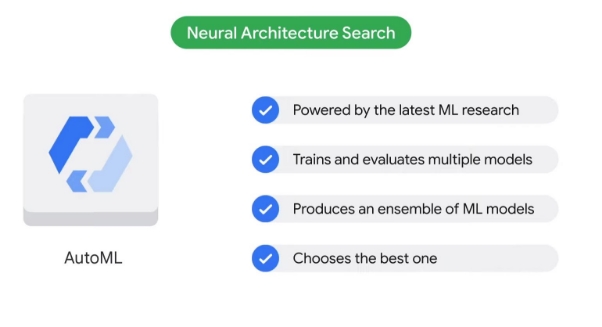 Neural Architecture Search
Powered by the latest ML research
Trains and evaluates multiple models
Produces an ensemble of ML models
Chooses the best one
AutoML